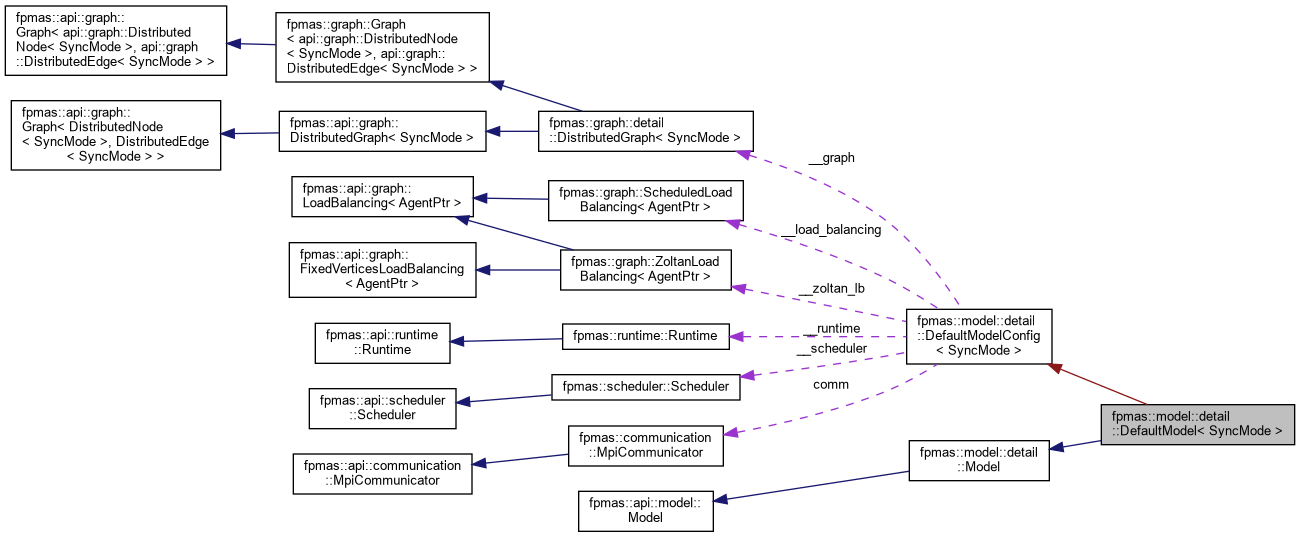 fpmas::api::graph::
Graph< api::graph::Distributed
Node< SyncMode >, api::graph
::DistributedEdge< SyncMode > >
fpmas::graph::Graph
< api::graph::DistributedNode
< SyncMode >, api::graph::
DistributedEdge< SyncMode > >
fpmas::api::graph::
Graph< DistributedNode
< SyncMode >, DistributedEdge
< SyncMode > >
fpmas::api::graph::
DistributedGraph< SyncMode >
fpmas::graph::detail
::DistributedGraph< SyncMode >
__graph
fpmas::api::graph::
LoadBalancing< AgentPtr >
fpmas::graph::ScheduledLoad
Balancing< AgentPtr >
__load_balancing
fpmas::api::graph::
FixedVerticesLoadBalancing
< AgentPtr >
fpmas::graph::ZoltanLoad
Balancing< AgentPtr >
__zoltan_lb
fpmas::api::runtime
::Runtime
fpmas::runtime::Runtime
__runtime
fpmas::model::detail
::DefaultModelConfig
< SyncMode >
__scheduler
fpmas::api::scheduler
::Scheduler
fpmas::scheduler::Scheduler
comm
fpmas::model::detail
::DefaultModel< SyncMode >
fpmas::api::communication
::MpiCommunicator
fpmas::communication
::MpiCommunicator
fpmas::model::detail
::Model
fpmas::api::model::
Model